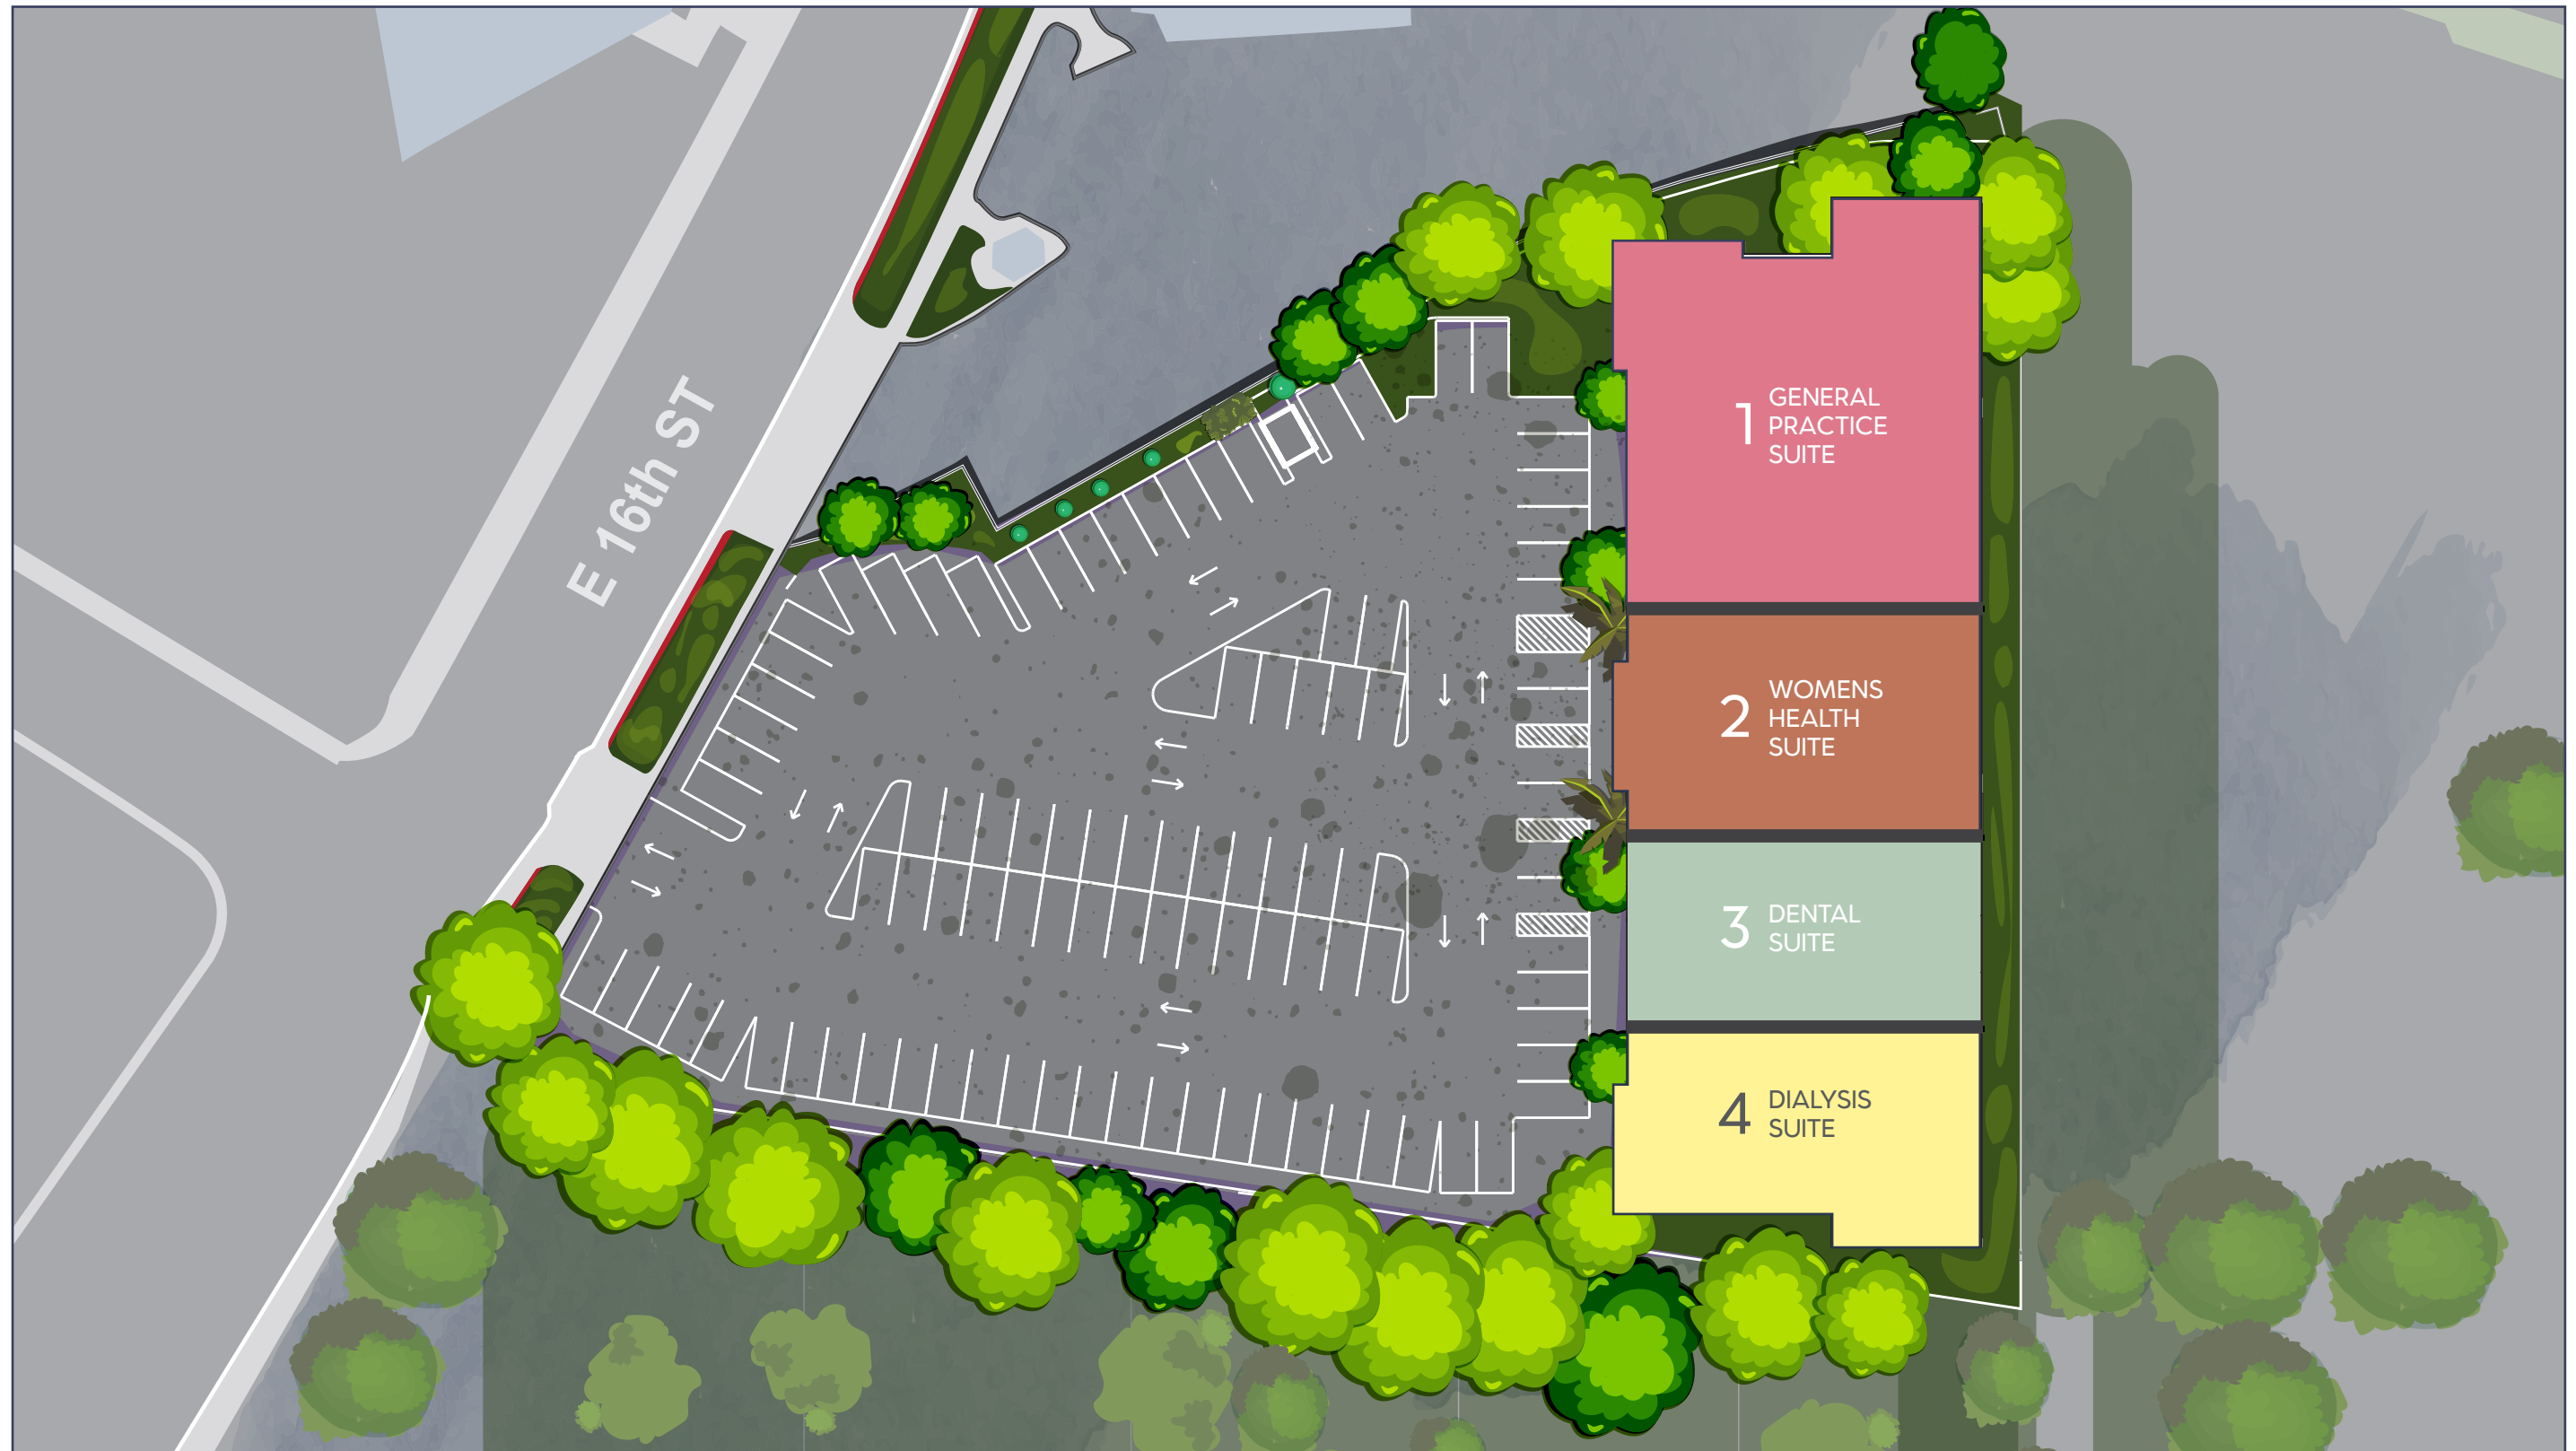 E 16th ST
1 GENERAL
PRACTICE
SUITE
2 WOMENS
HEALTH
SUITE
3 DENTAL
SUITE
4 DIALYSIS
SUITE